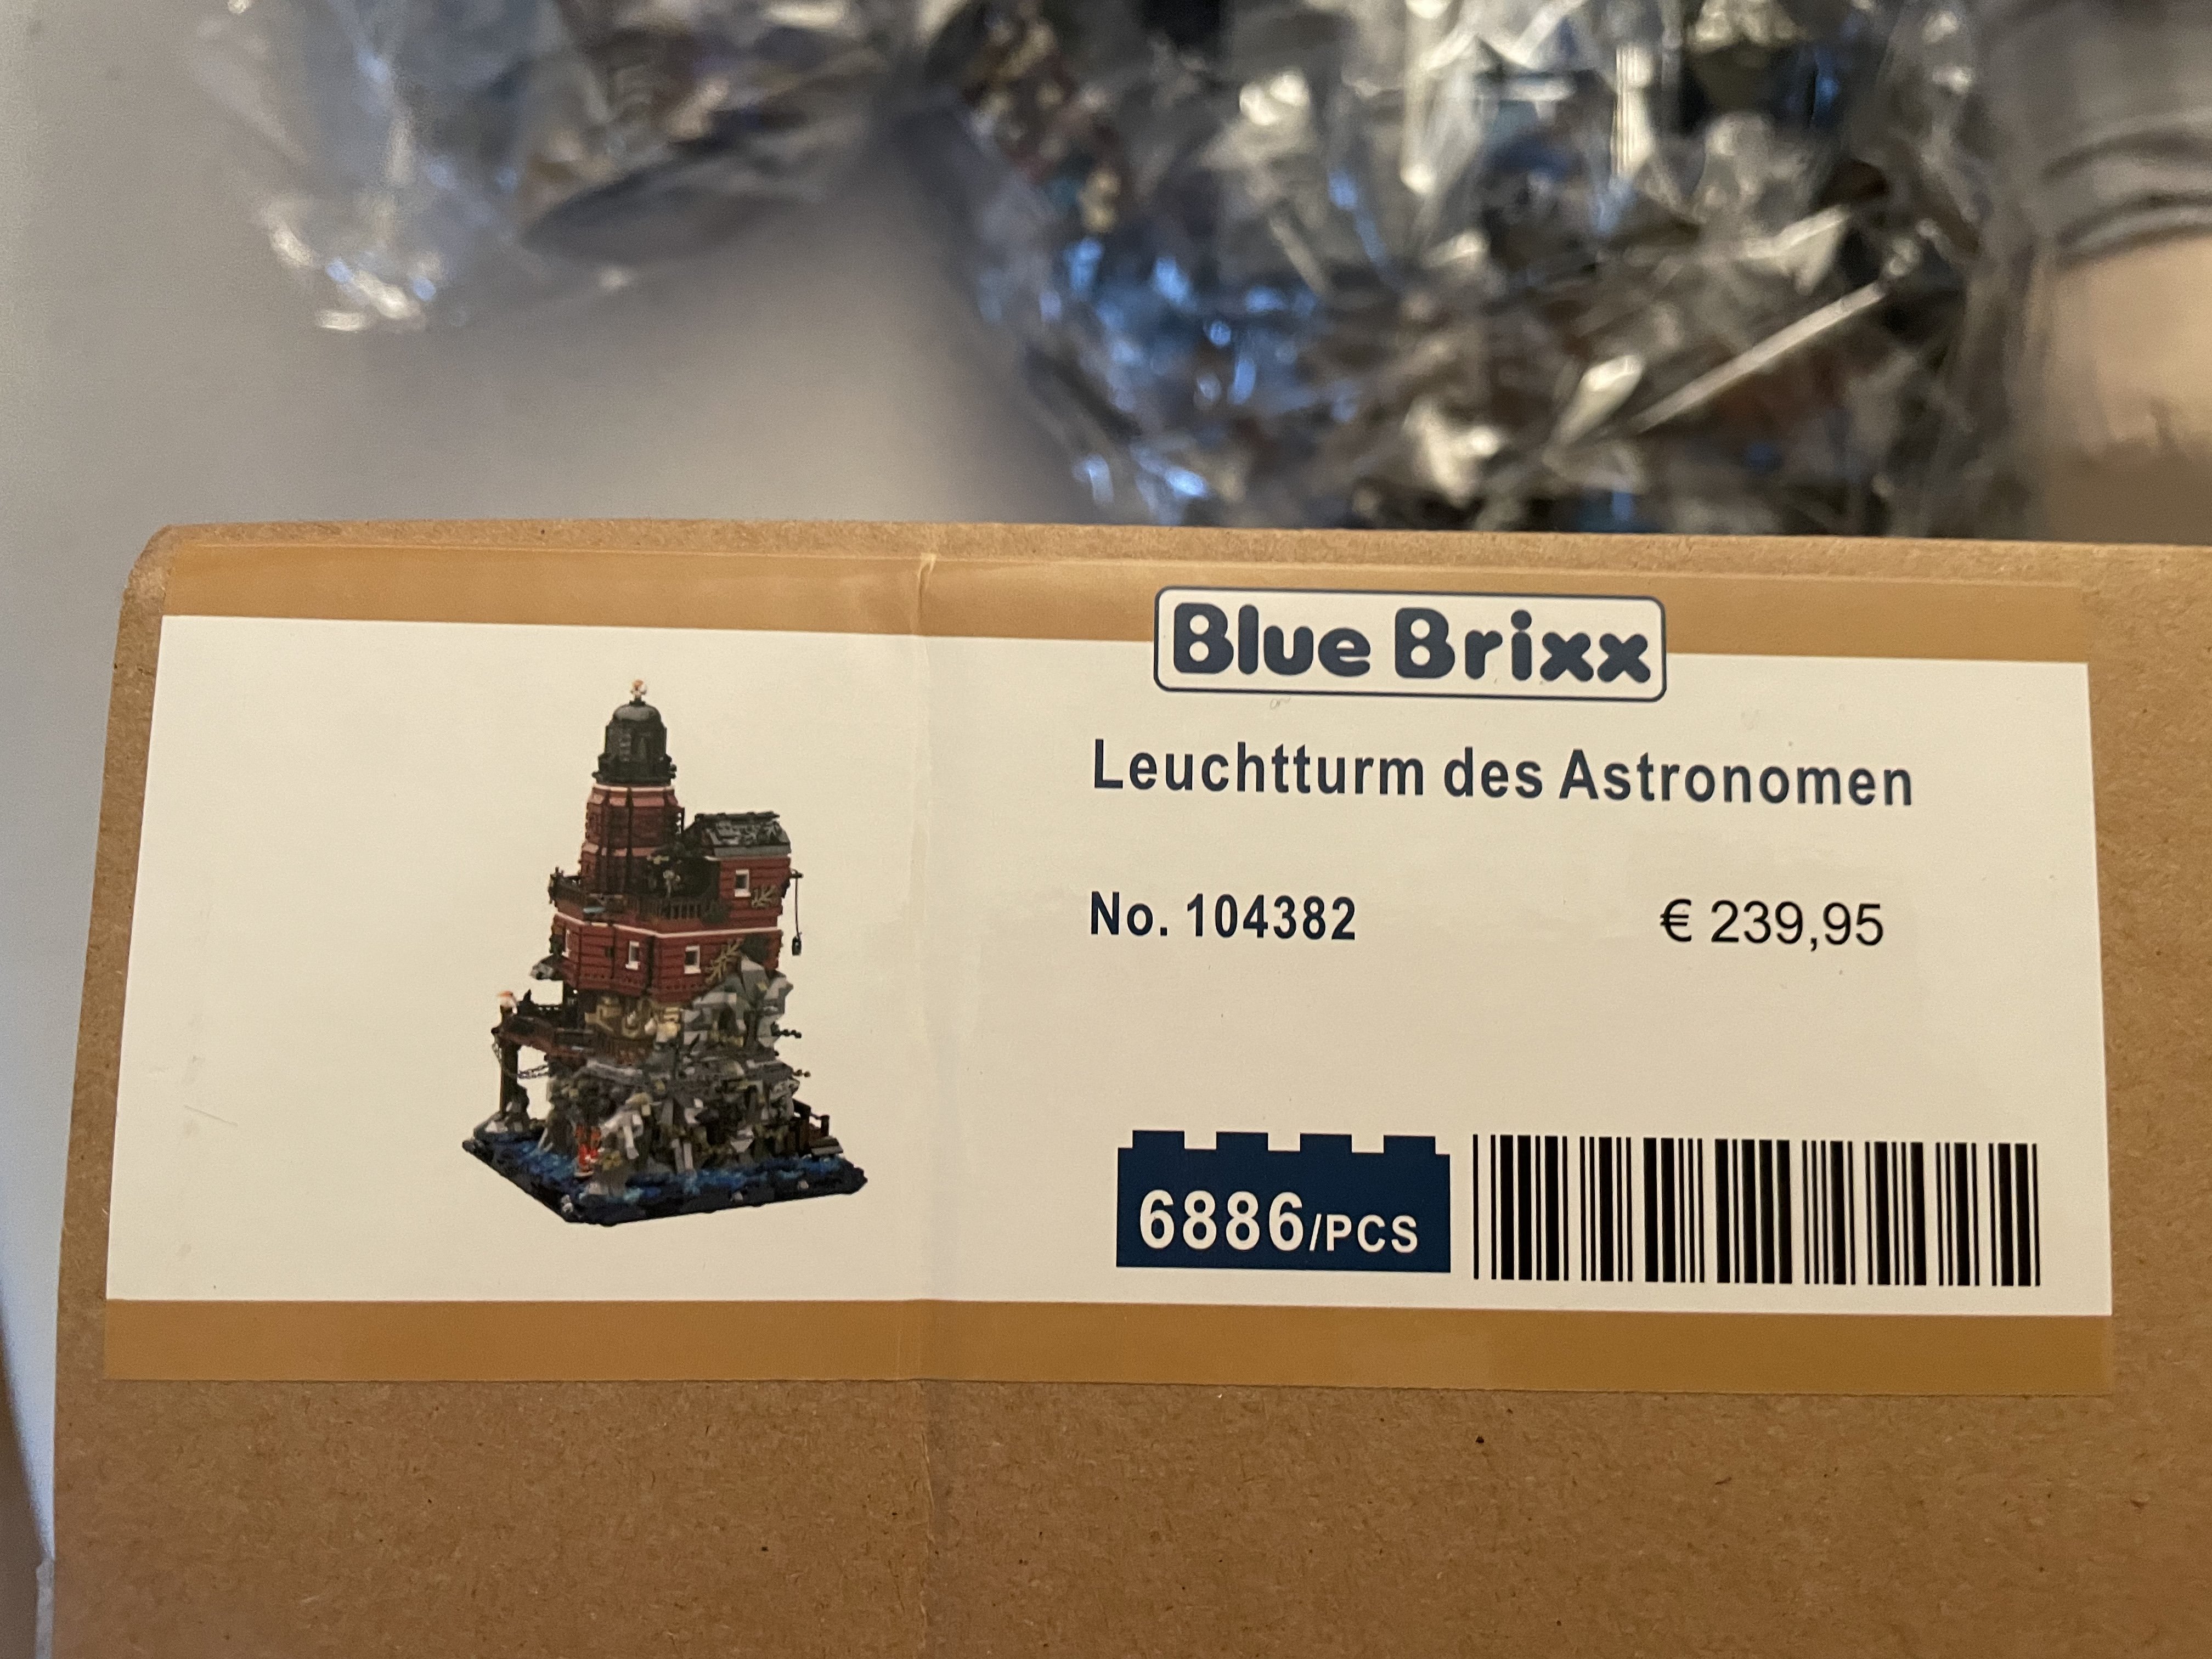 Blue Brixx
Leuchtturm des Astronomen
No. 104382
€ 239,95
6886/PCS